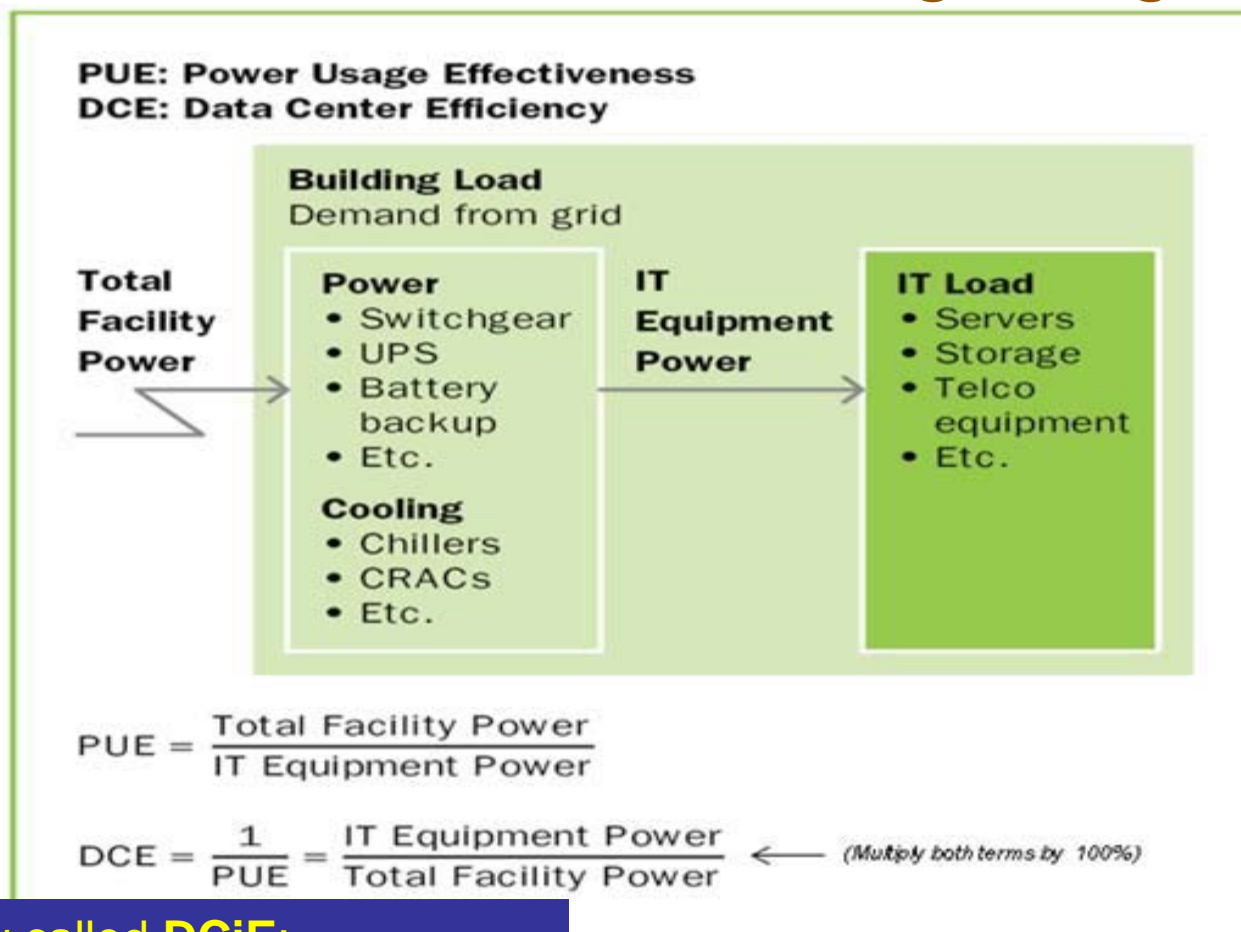 PUE: Power Usage Effectiveness
DCE: Data Center Efficiency
Building Load
Demand from grid
Total
Facility
Power
Power
• Switchgear
• UPS
• Battery
backup
• Etc.
Cooling
• Chillers
• CRACs
• Etc.
IT
Equipment
Power
IT Load
• Servers
• Storage
• Telco
equipment
• Etc.
PUE = Total Facility Power / IT Equipment Power
DCE = 1 / PUE = IT Equipment Power / Total Facility Power ← (Multiply both terms by 100%)
called DCiE: